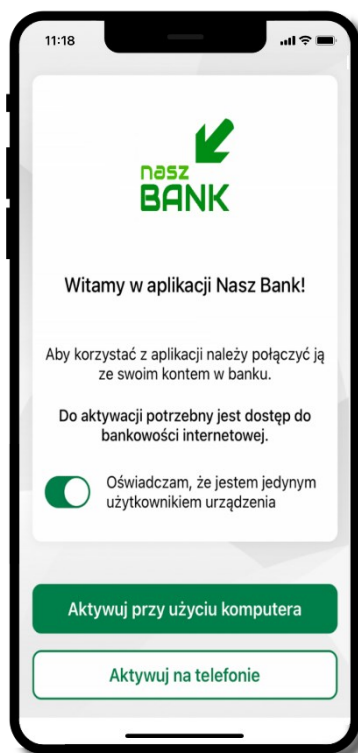 11:18
nasz
BANK
Witamy w aplikacji Nasz Bank!
Aby korzystać z aplikacji należy połączyć ją
ze swoim kontem w banku.
Do aktywacji potrzebny jest dostęp do
bankowości internetowej.
Oświadczam, że jestem jedynym
użytkownikiem urządzenia
Aktywuj przy użyciu komputera
Aktywuj na telefonie